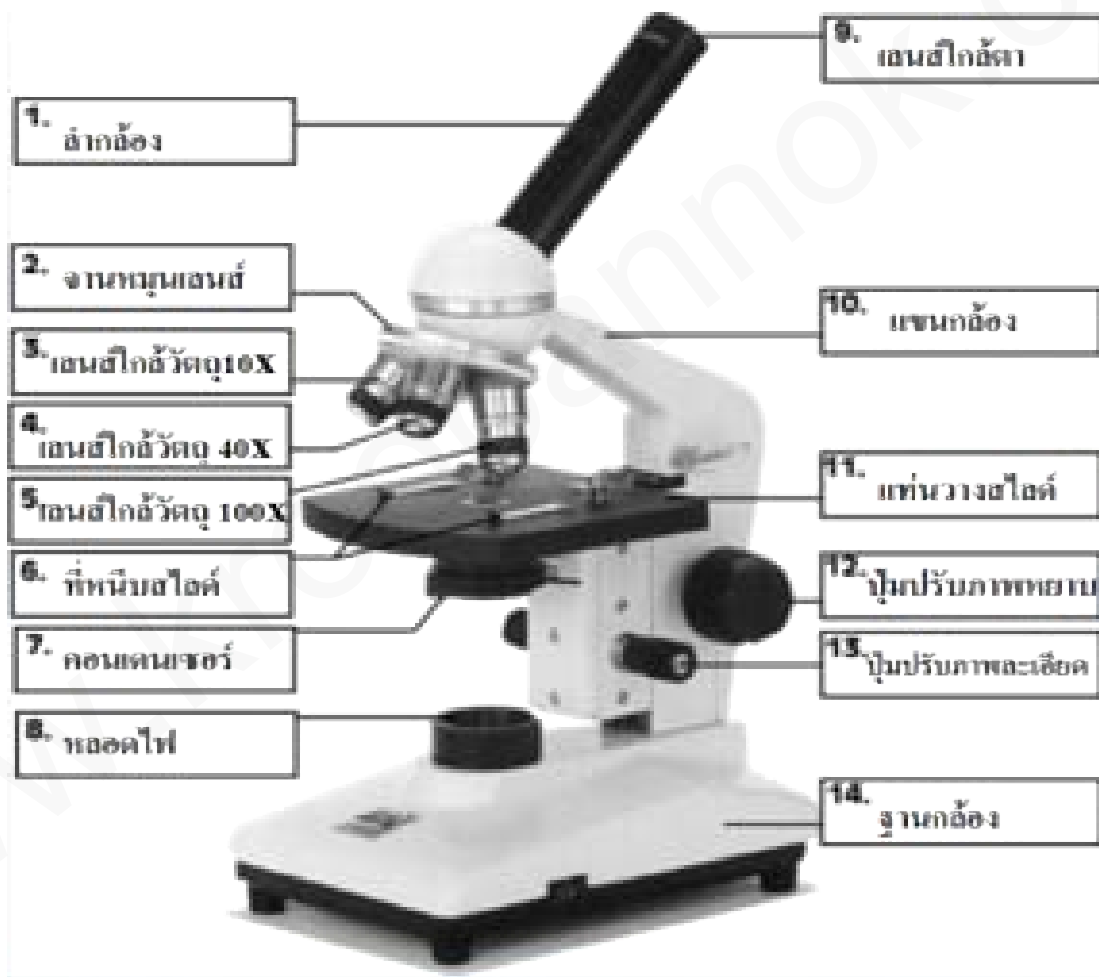 1. ลำกล้อง
2. จานหมุนเลนส์
3. เลนส์ใกล้วัตถุ10X
4. เลนส์ใกล้วัตถุ 40X
5 เลนส์ใกล้วัตถุ 100X
6. ที่หนีบสไลด์
7. คอนเดนเซอร์
8. หลอดไฟ
9. เลนส์ใกล้ตา
10. แขนกล้อง
11. แท่นวางสไลด์
12. ปุ่มปรับภาพหยาบ
13. ปุ่มปรับภาพละเอียด
14. ฐานกล้อง